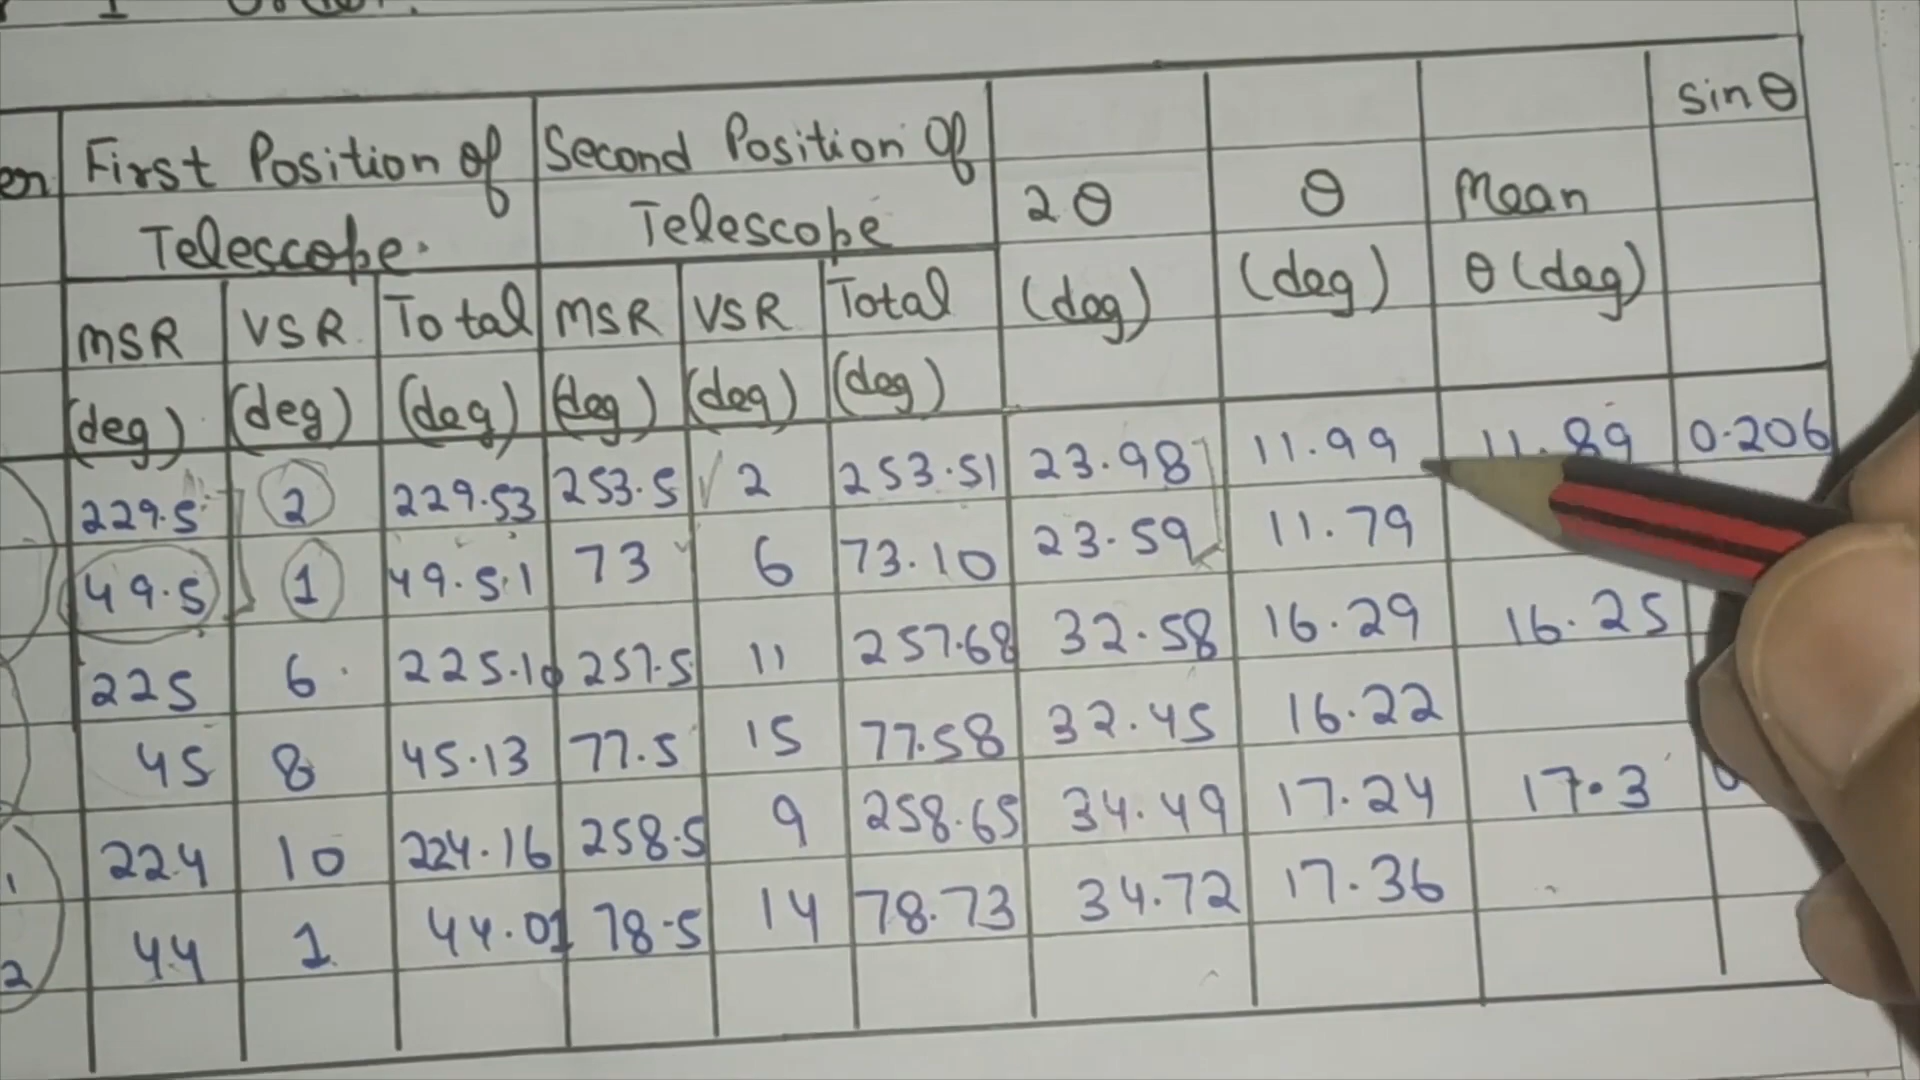 First Position of Telescope. Second Position Of Telescope 2θ (deg) θ (deg) Mean θ (deg) sin θ
MSR (deg) VSR (deg) Total (deg) MSR (deg) VSR (deg) Total (deg)
229.5 2 229.53 253.5 2 253.51 23.98 11.99 11.89 0.206
49.5 1 49.51 73 6 73.10 23.59 11.79
225 6 225.10 257.5 11 257.68 32.58 16.29 16.25
45 8 45.13 77.5 15 77.58 32.45 16.22
224 10 224.16 258.5 9 258.65 34.49 17.24 17.3
44 1 44.01 78.5 14 78.73 34.72 17.36